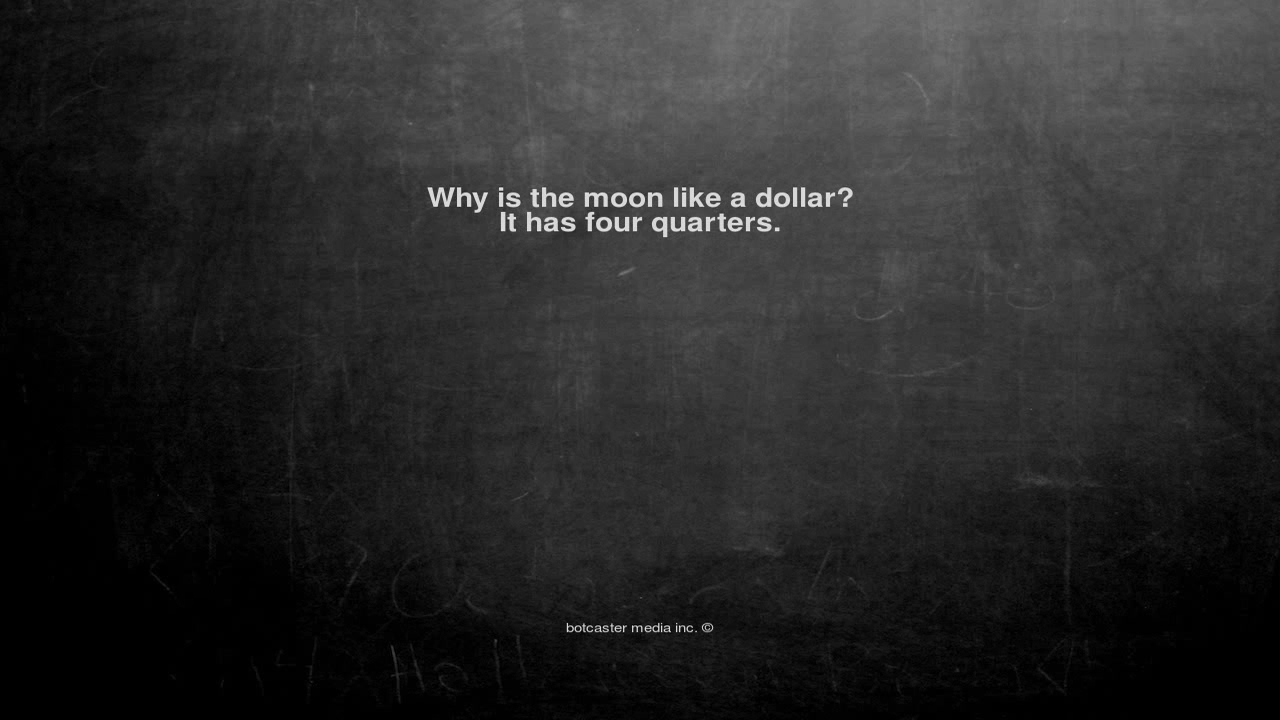 Why is the moon like a dollar?
It has four quarters.
botcaster media inc. ©